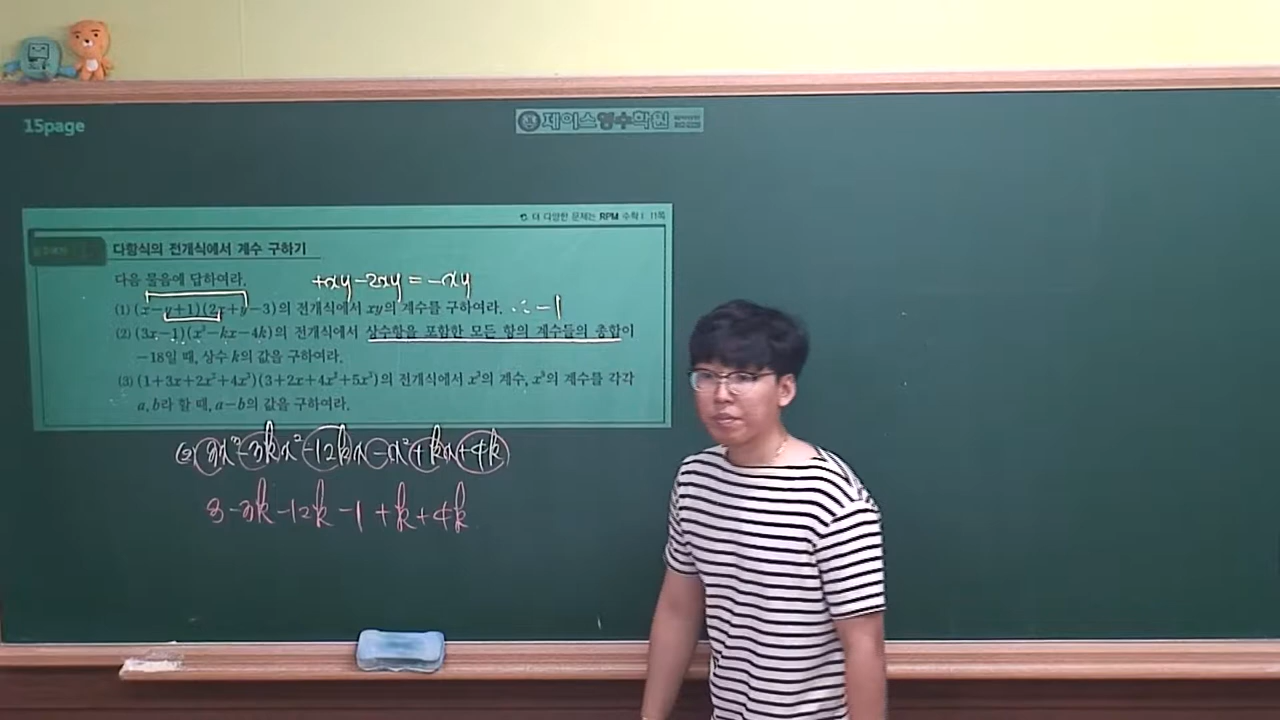 15page
제이스영수학원
더 다양한 문제는 RPM 수학 I 11쪽
다항식의 전개식에서 계수 구하기
다음 물음에 답하여라.
+xy-2xy=-xy
(1) (x-y+1)(2x+y-3)의 전개식에서 xy의 계수를 구하여라. ∴-1
(2) (3x-1)(x²-kx-4k)의 전개식에서 상수항을 포함한 모든 항의 계수들의 총합이
-18일 때, 상수 k의 값을 구하여라.
(3) (1+3x+2x²+4x³)(3+2x+4x²+5x³)의 전개식에서 x³의 계수, x⁵의 계수를 각각
a, b라 할 때, a-b의 값을 구하여라.
(2) 3x³-3kx²-12kx-x²+kx+4k
3-3k-12k-1+k+4k